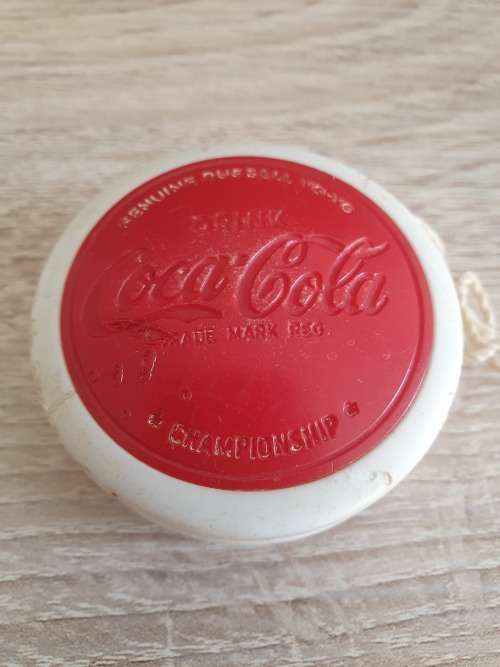 GENUINE RUSSELL YO-YO
DRINK
Coca-Cola
TRADE MARK REG.
CHAMPIONSHIP